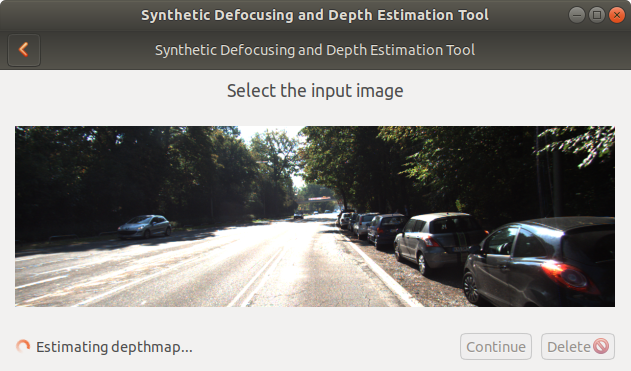 Synthetic Defocusing and Depth Estimation Tool
Synthetic Defocusing and Depth Estimation Tool
Select the input image
Estimating depthmap...
Continue
Delete